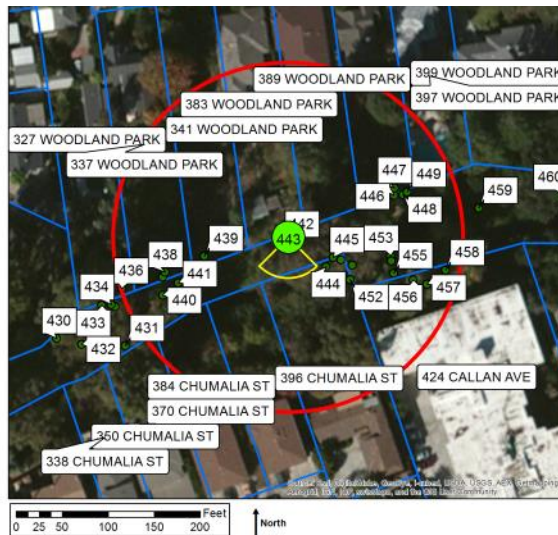 389 WOODLAND PARK
399 WOODLAND PARK
397 WOODLAND PARK
383 WOODLAND PARK
341 WOODLAND PARK
327 WOODLAND PARK
337 WOODLAND PARK
447
449
446
448
459
460
442
443
439
438
445
453
455
458
436
441
444
434
440
452
456
457
430
433
431
432
384 CHUMALIA ST
396 CHUMALIA ST
424 CALLAN AVE
370 CHUMALIA ST
350 CHUMALIA ST
338 CHUMALIA ST
Feet
0 25 50 100 150 200
North